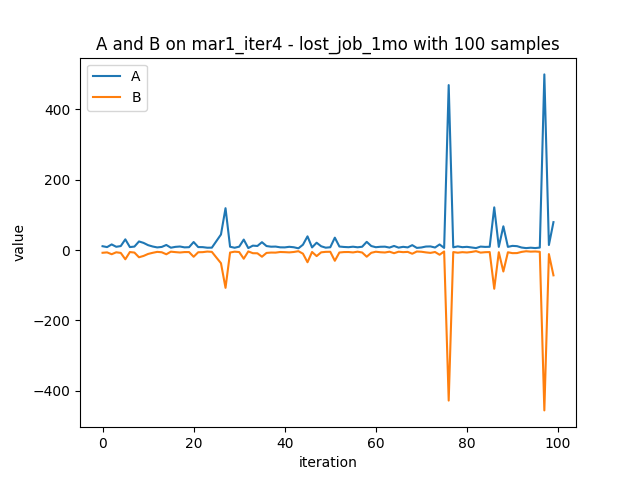 A and B on mar1_iter4 - lost_job_1mo with 100 samples
A
B
400
200
0
−200
−400
value
0 20 40 60 80 100
iteration